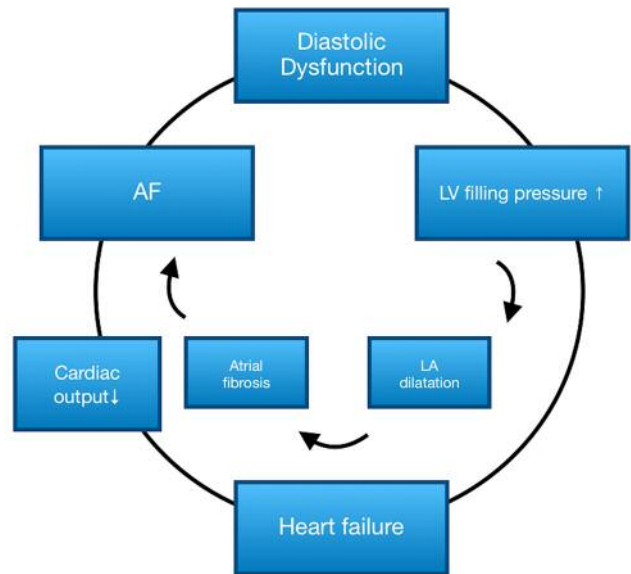 Diastolic
Dysfunction
AF
LV filling pressure ↑
Cardiac
output↓
Atrial
fibrosis
LA
dilatation
Heart failure